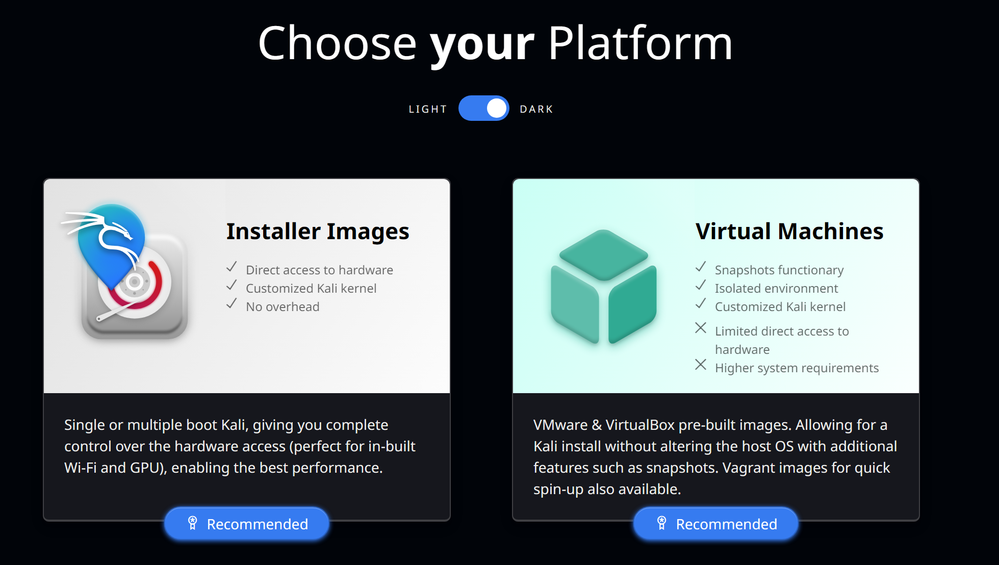 Choose your Platform
LIGHT
DARK
Installer Images
Direct access to hardware
Customized Kali kernel
No overhead
Single or multiple boot Kali, giving you complete
control over the hardware access (perfect for in-built
Wi-Fi and GPU), enabling the best performance.
Recommended
Virtual Machines
Snapshots functionary
Isolated environment
Customized Kali kernel
Limited direct access to
hardware
Higher system requirements
VMware & VirtualBox pre-built images. Allowing for a
Kali install without altering the host OS with additional
features such as snapshots. Vagrant images for quick
spin-up also available.
Recommended